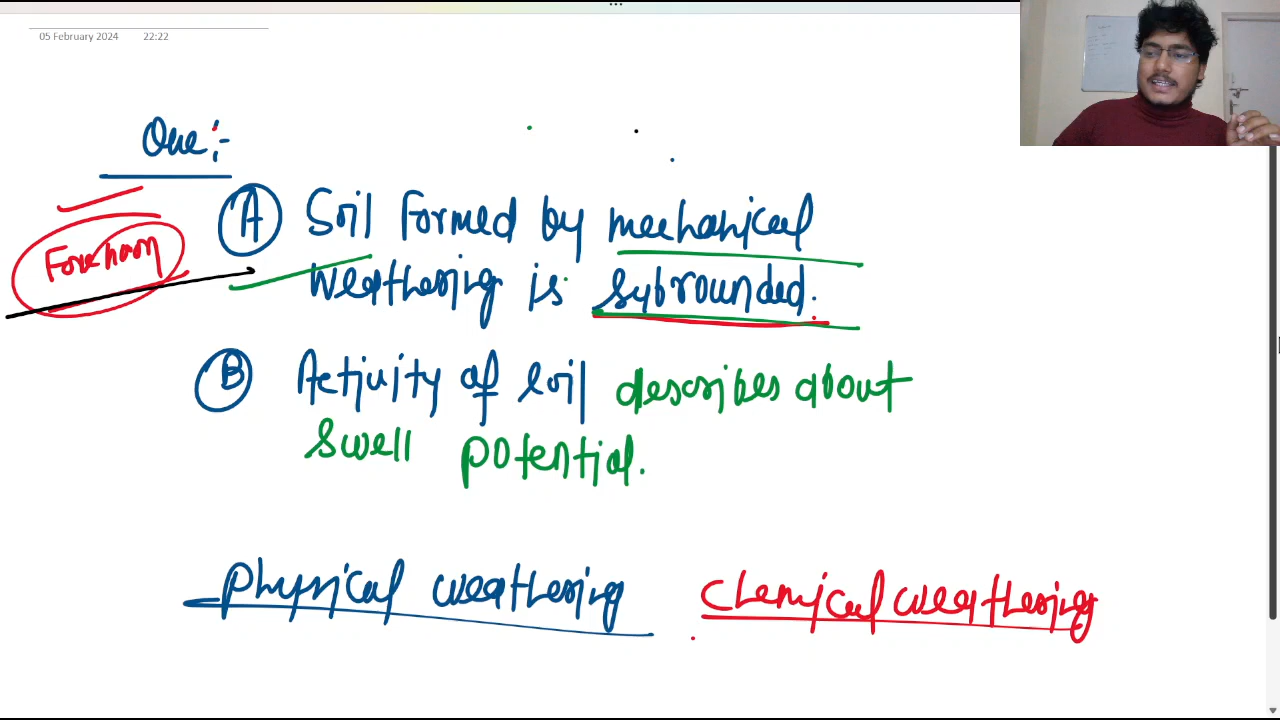 05 February 2024 22:22
One:-
A Soil formed by mechanical
weathering is subrounded.
Forenoon
B Activity of soil describes about
swell potential.
Physical weathering
Chemical weathering